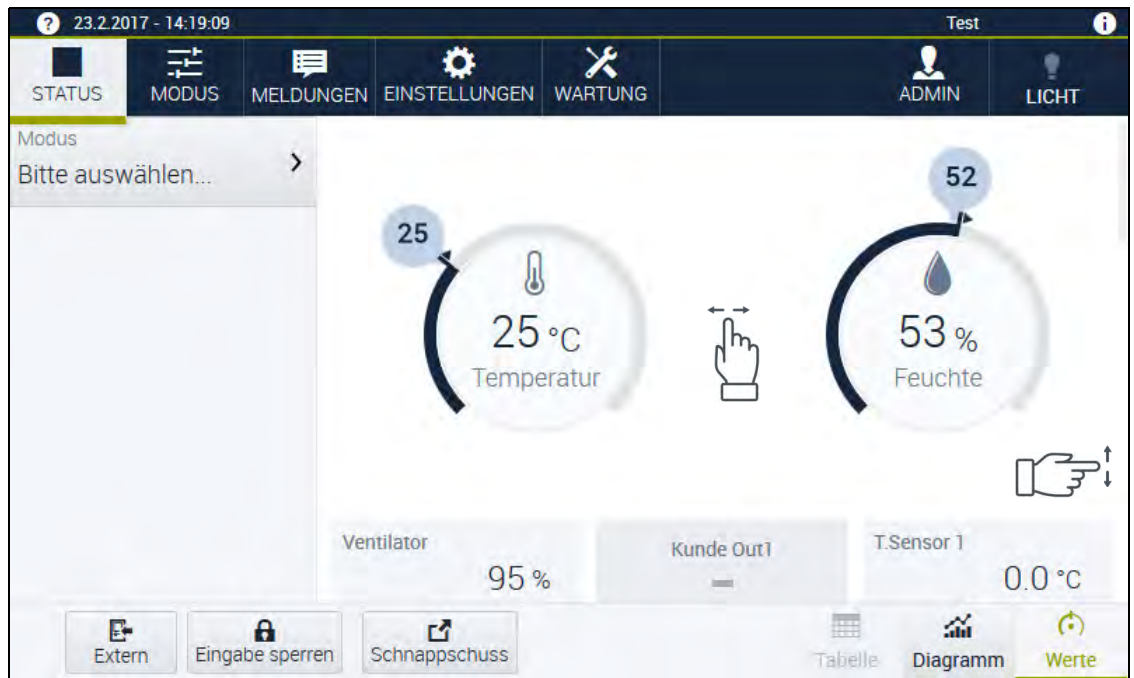 ? 23.2.2017 - 14:19:09 Test i
STATUS MODUS MELDUNGEN EINSTELLUNGEN WARTUNG ADMIN LICHT
Modus
Bitte auswählen...
25
25 °C
Temperatur
52
53 %
Feuchte
Ventilator
95 %
Kunde Out1
–
T.Sensor 1
0.0 °C
Extern Eingabe sperren Schnappschuss Tabelle Diagramm Werte